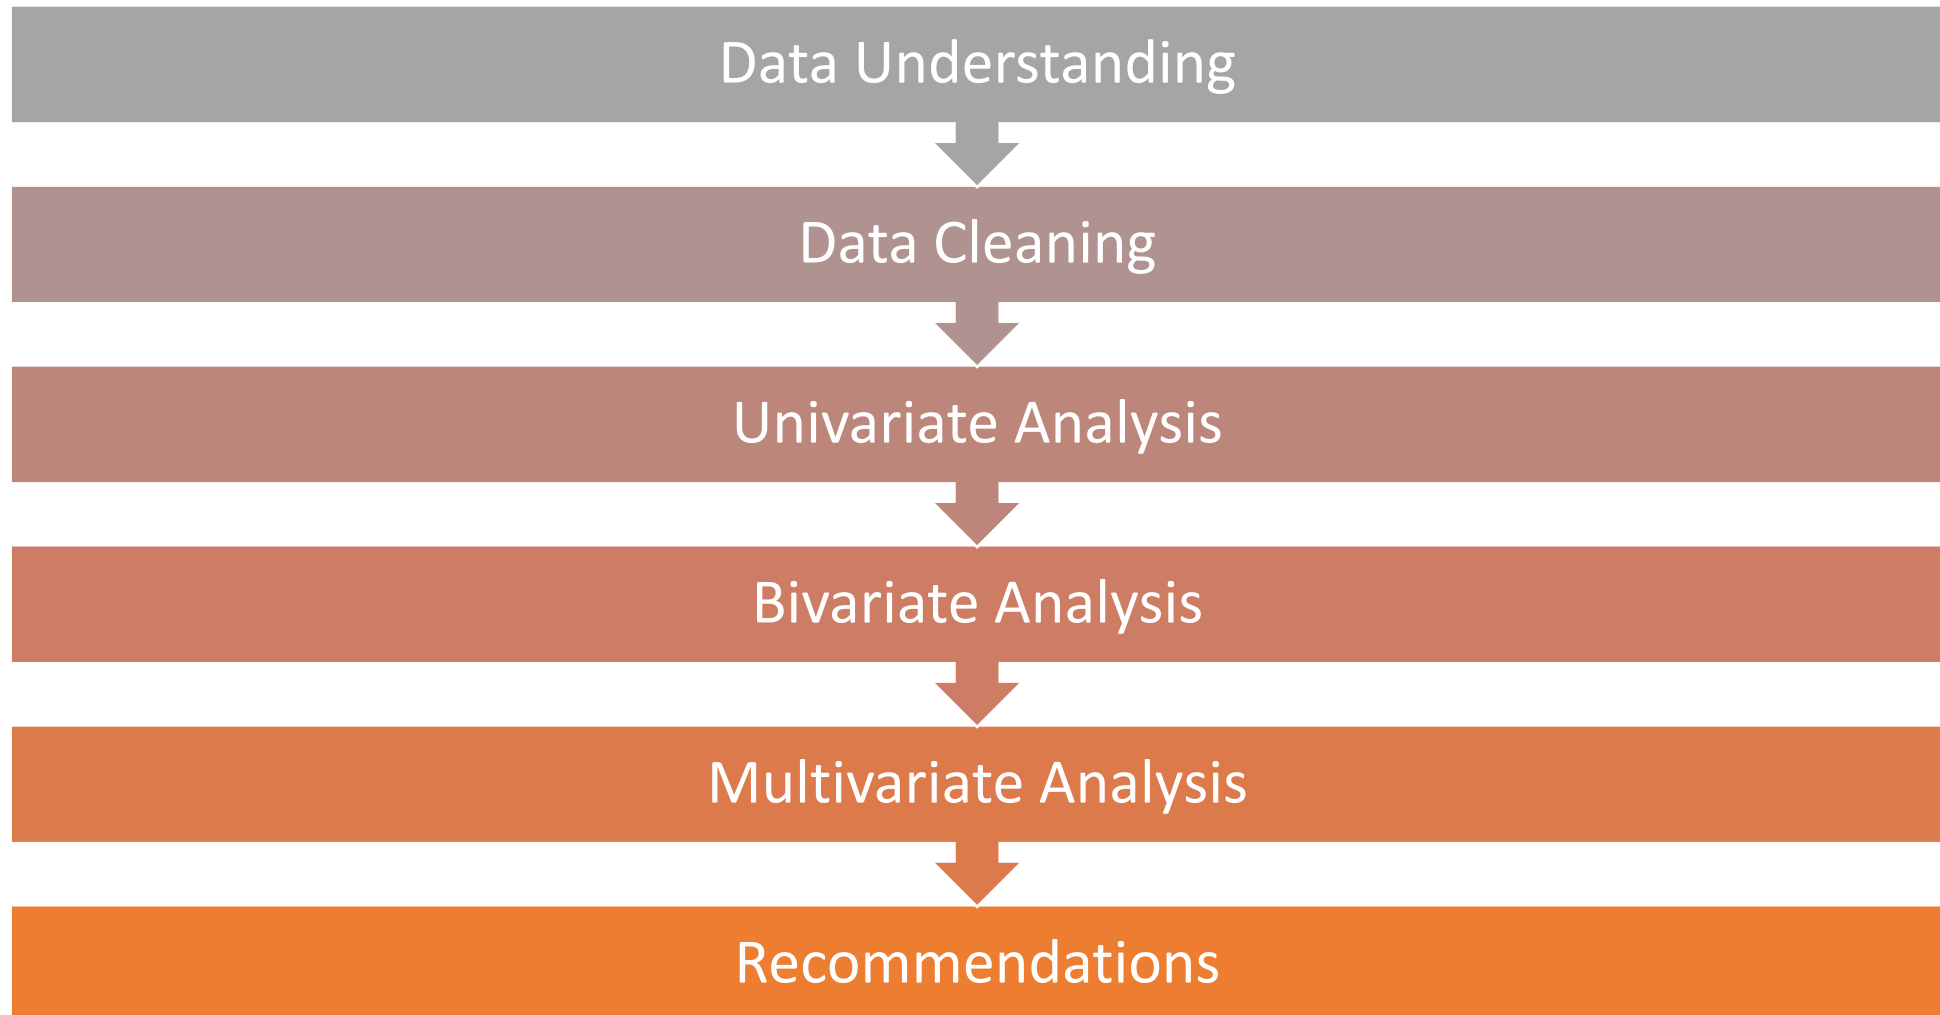 Data Understanding
Data Cleaning
Univariate Analysis
Bivariate Analysis
Multivariate Analysis
Recommendations